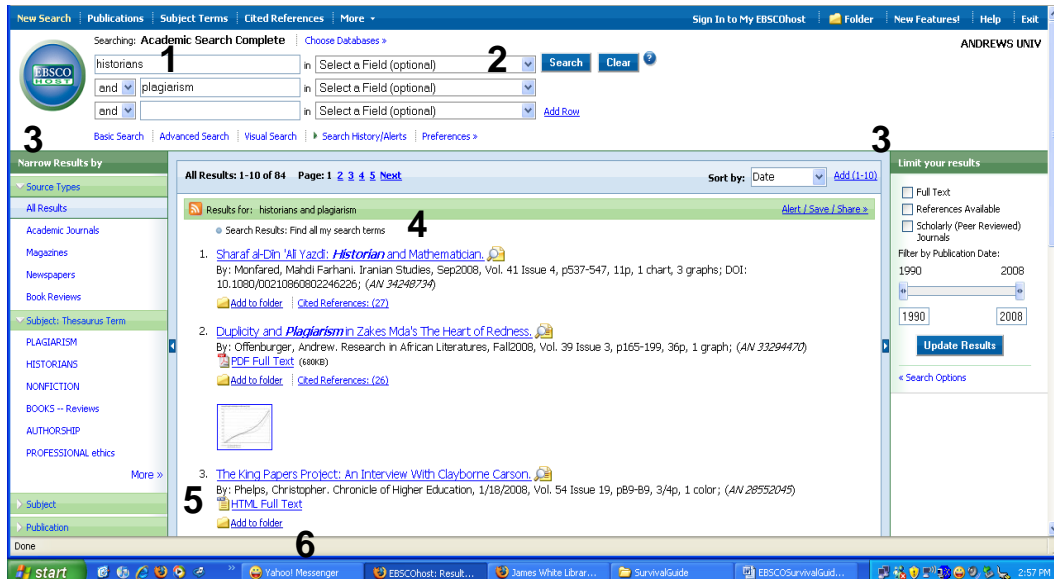 New Search Publications Subject Terms Cited References More Sign In to My EBSCOhost Folder New Features! Help Exit
Searching: Academic Search Complete Choose Databases » ANDREWS UNIV
1
EBSCO
HOST
historians in Select a Field (optional) 2 Search Clear ?
and plagiarism in Select a Field (optional)
and in Select a Field (optional) Add Row
Basic Search Advanced Search Visual Search Search History/Alerts Preferences »
3 3
Narrow Results by
Source Types
All Results
Academic Journals
Magazines
Newspapers
Book Reviews
Subject: Thesaurus Term
PLAGIARISM
HISTORIANS
NONFICTION
BOOKS -- Reviews
AUTHORSHIP
PROFESSIONAL ethics
More »
Subject
Publication
All Results: 1-10 of 84 Page: 1 2 3 4 5 Next Sort by: Date Add (1-10)
Results for: historians and plagiarism Alert / Save / Share »
4
Search Results: Find all my search terms
1. Sharaf al-Dīn 'Alī Yazdī: Historian and Mathematician.
By: Monfared, Mahdi Farhani. Iranian Studies, Sep2008, Vol. 41 Issue 4, p537-547, 11p, 1 chart, 3 graphs; DOI:
10.1080/00210860802246226; (AN 34248734)
Add to folder Cited References: (27)
2. Duplicity and Plagiarism in Zakes Mda's The Heart of Redness.
By: Offenburger, Andrew. Research in African Literatures, Fall2008, Vol. 39 Issue 3, p165-199, 36p, 1 graph; (AN 33294470)
PDF Full Text (680KB)
Add to folder Cited References: (26)
3. The King Papers Project: An Interview With Clayborne Carson.
By: Phelps, Christopher. Chronicle of Higher Education, 1/18/2008, Vol. 54 Issue 19, pB9-B9, 3/4p, 1 color; (AN 28552045)
5
HTML Full Text
Add to folder
Limit your results
Full Text
References Available
Scholarly (Peer Reviewed)
Journals
Filter by Publication Date:
1990 2008
1990 2008
Update Results
« Search Options
Done
6
start » Yahoo! Messenger EBSCOhost: Result... James White Librar... SurvivalGuide EBSCOSurvivalGuid... 2:57 PM